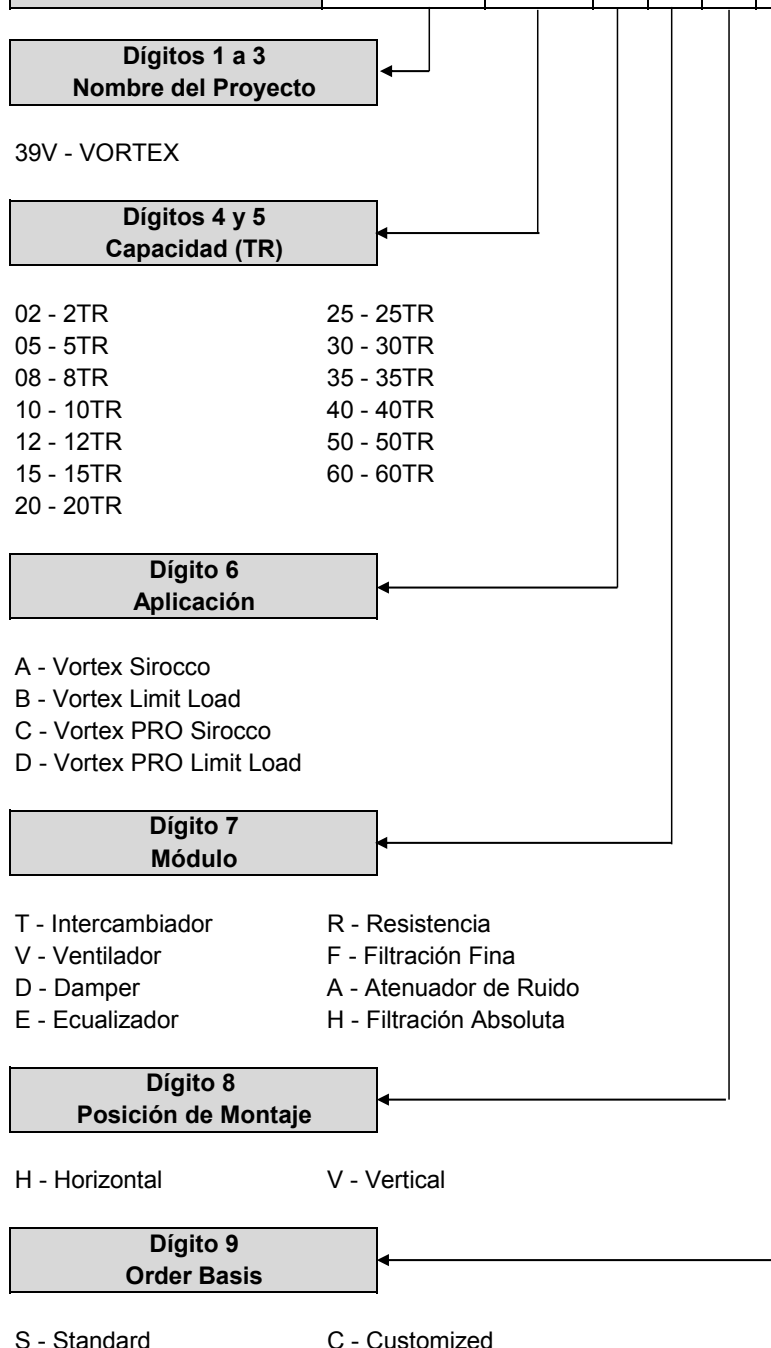 Dígitos 1 a 3
Nombre del Proyecto
39V - VORTEX
Dígitos 4 y 5
Capacidad (TR)
02 - 2TR 25 - 25TR
05 - 5TR 30 - 30TR
08 - 8TR 35 - 35TR
10 - 10TR 40 - 40TR
12 - 12TR 50 - 50TR
15 - 15TR 60 - 60TR
20 - 20TR
Dígito 6
Aplicación
A - Vortex Sirocco
B - Vortex Limit Load
C - Vortex PRO Sirocco
D - Vortex PRO Limit Load
Dígito 7
Módulo
T - Intercambiador R - Resistencia
V - Ventilador F - Filtración Fina
D - Damper A - Atenuador de Ruido
E - Ecualizador H - Filtración Absoluta
Dígito 8
Posición de Montaje
H - Horizontal V - Vertical
Dígito 9
Order Basis
S - Standard C - Customized